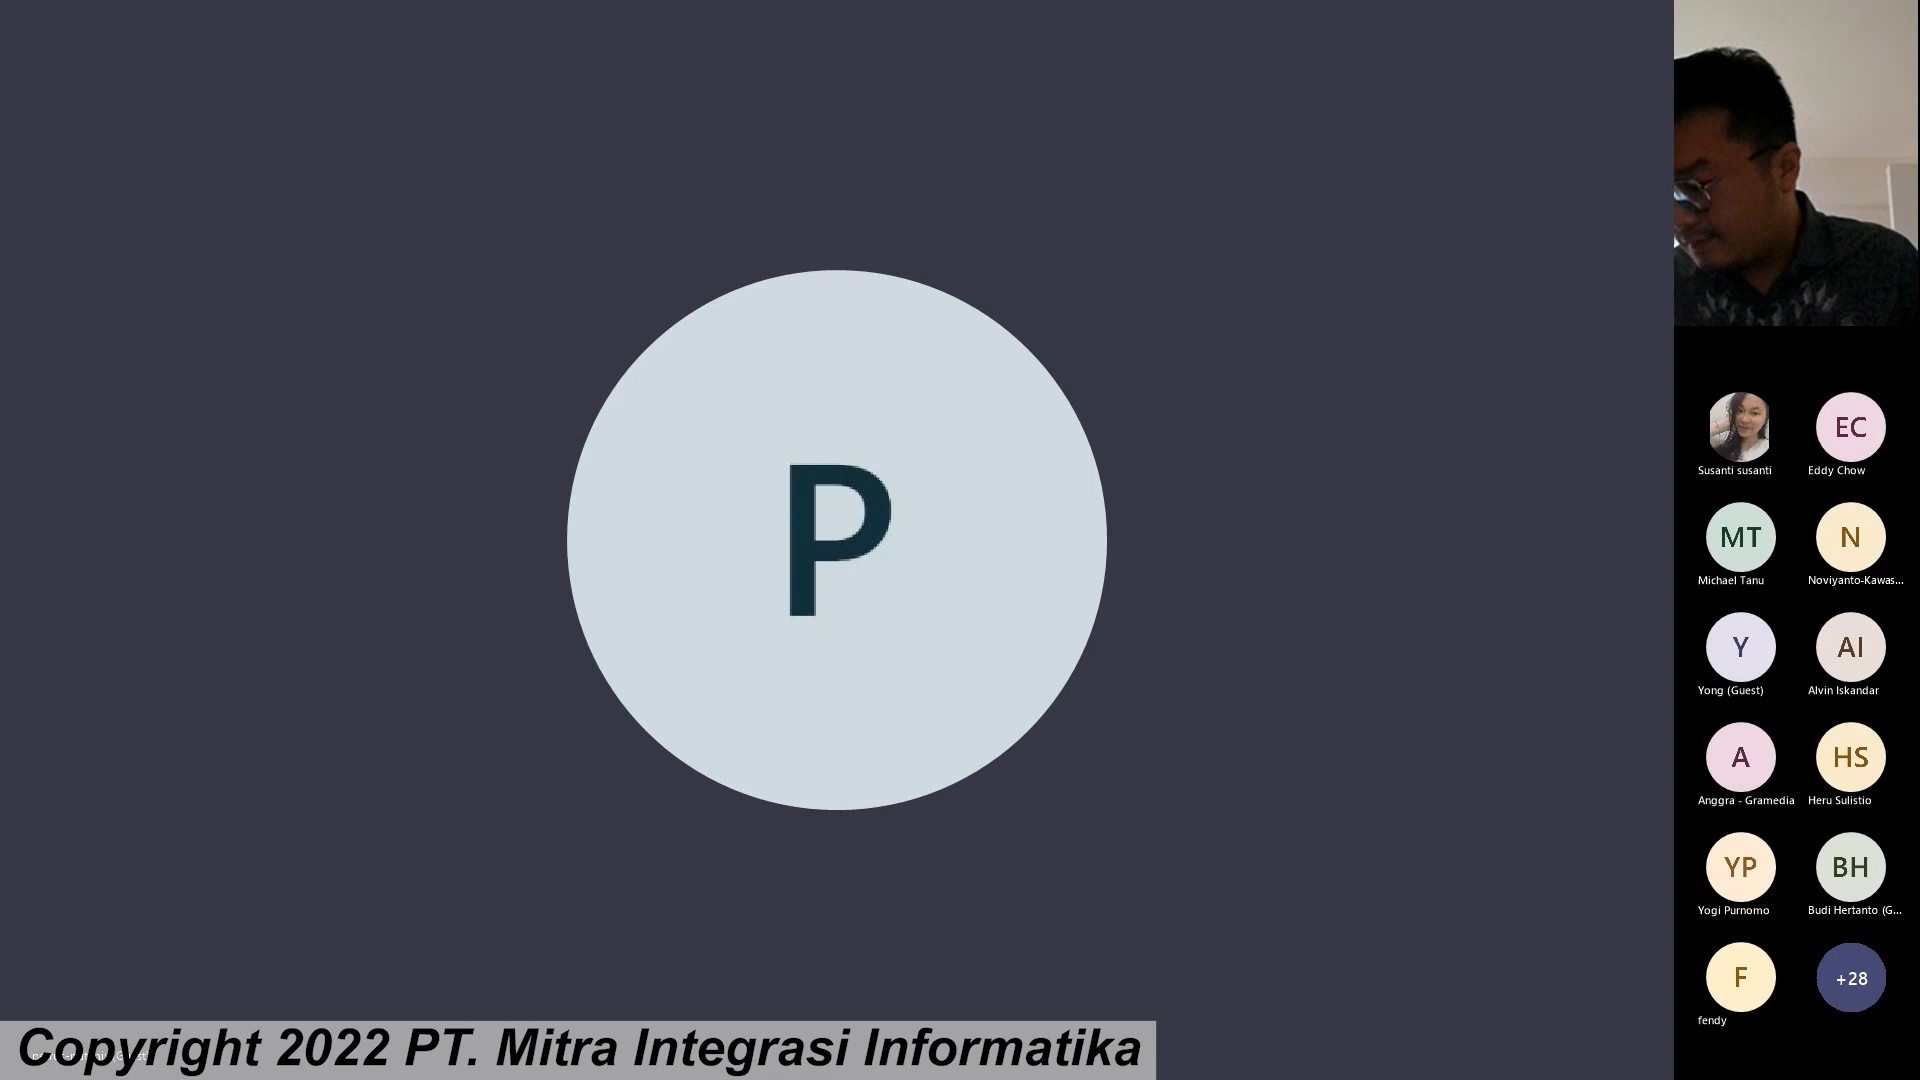 P
Susanti susanti
EC
Eddy Chow
MT
Michael Tanu
N
Noviyanto-Kawas...
Y
Yong (Guest)
AI
Alvin Iskandar
A
Anggra - Gramedia
HS
Heru Sulistio
YP
Yogi Purnomo
BH
Budi Hertanto (G...
F
fendy
+28
Copyright 2022 PT. Mitra Integrasi Informatika